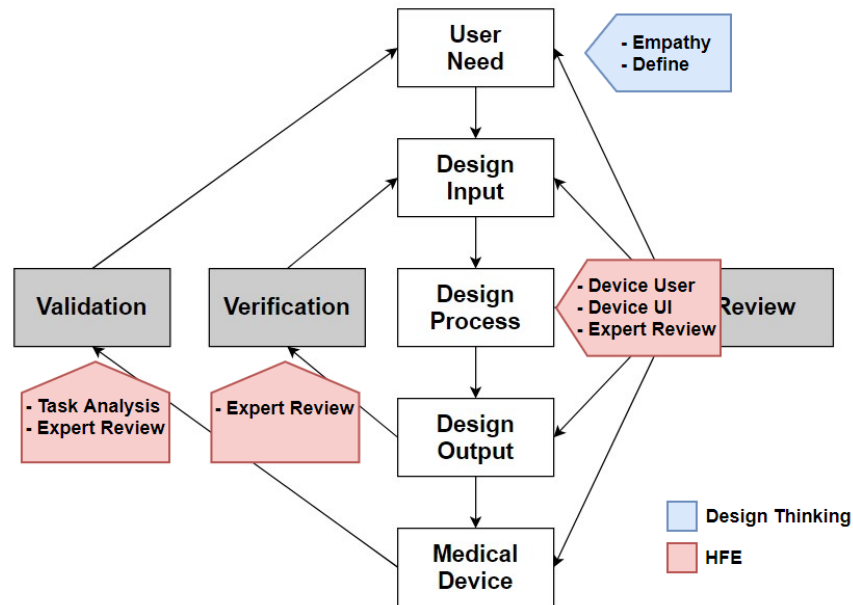 User
Need
- Empathy
- Define
Design
Input
Validation
Verification
Design
Process
- Device User
- Device UI
- Expert Review
Review
- Task Analysis
- Expert Review
- Expert Review
Design
Output
Medical
Device
Design Thinking
HFE